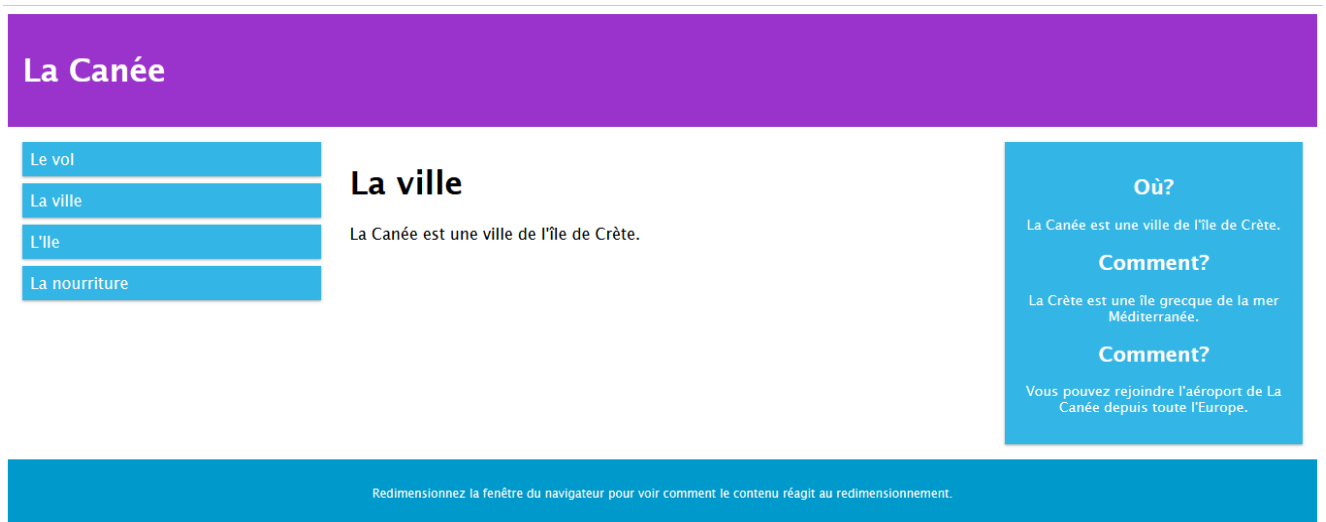 La Canée
Le vol
La ville
L'Ile
La nourriture
La ville
La Canée est une ville de l'île de Crète.
Où?
La Canée est une ville de l'île de Crète.
Comment?
La Crète est une île grecque de la mer
Méditerranée.
Comment?
Vous pouvez rejoindre l'aéroport de La
Canée depuis toute l'Europe.
Redimensionnez la fenêtre du navigateur pour voir comment le contenu réagit au redimensionnement.